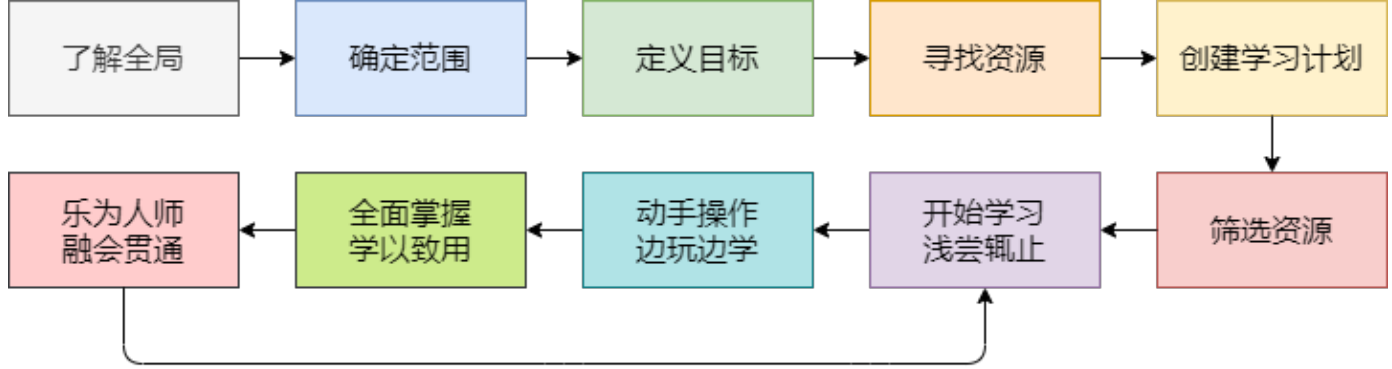 了解全局
确定范围
定义目标
寻找资源
创建学习计划
筛选资源
开始学习
浅尝辄止
动手操作
边玩边学
全面掌握
学以致用
乐为人师
融会贯通